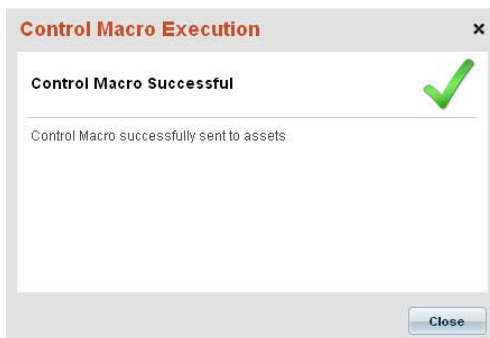 Control Macro Execution
Control Macro Successful
Control Macro successfully sent to assets
Close